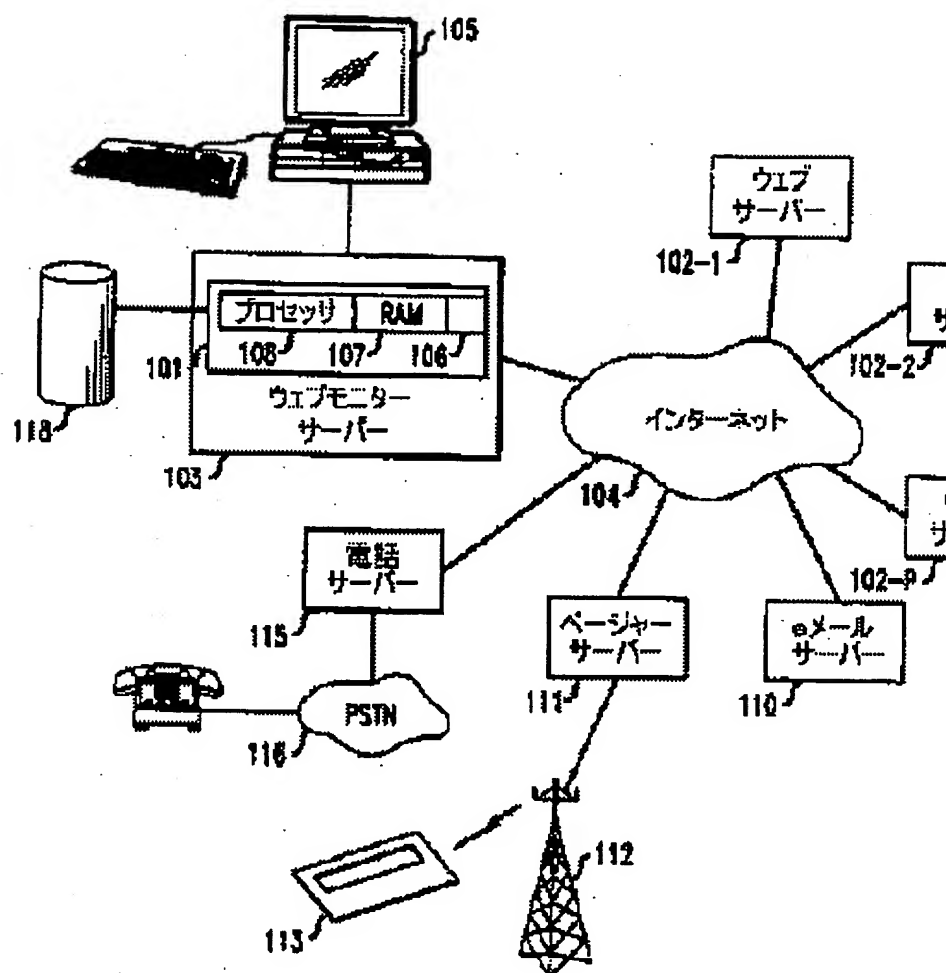 105
ウエブ
サーバー
102-1
プロセッサ
RAM
108
107
106
101
サ
102-2
118
ウェブモニター
サーバー
インターネット
103
104
サ
102-P
電話
サーバー
115
ページャー
サーバー
eメール
サーバー
111
110
PSTN
116
112
113